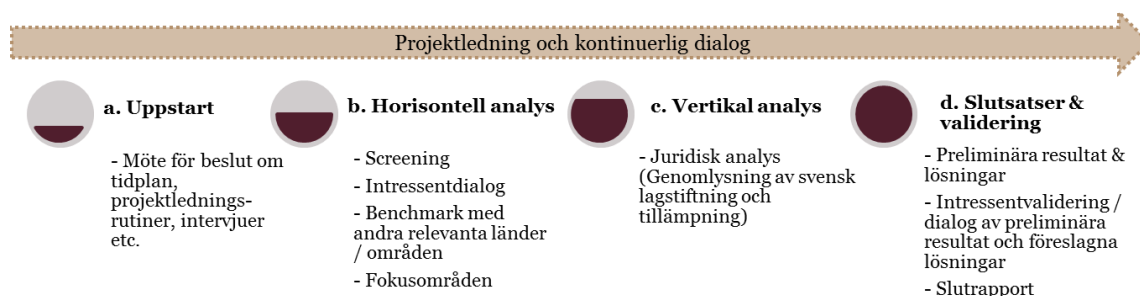 Projektledning och kontinuerlig dialog
a. Uppstart
- Möte för beslut om
tidplan,
projektlednings-
rutiner, intervjuer
etc.
b. Horisontell analys
- Screening
- Intressentdialog
- Benchmark med
andra relevanta länder
/ områden
- Fokusområden
c. Vertikal analys
- Juridisk analys
(Genomlysning av svensk
lagstiftning och
tillämpning)
d. Slutsatser &
validering
- Preliminära resultat &
lösningar
- Intressentvalidering /
dialog av preliminära
resultat och föreslagna
lösningar
- Slutrapport